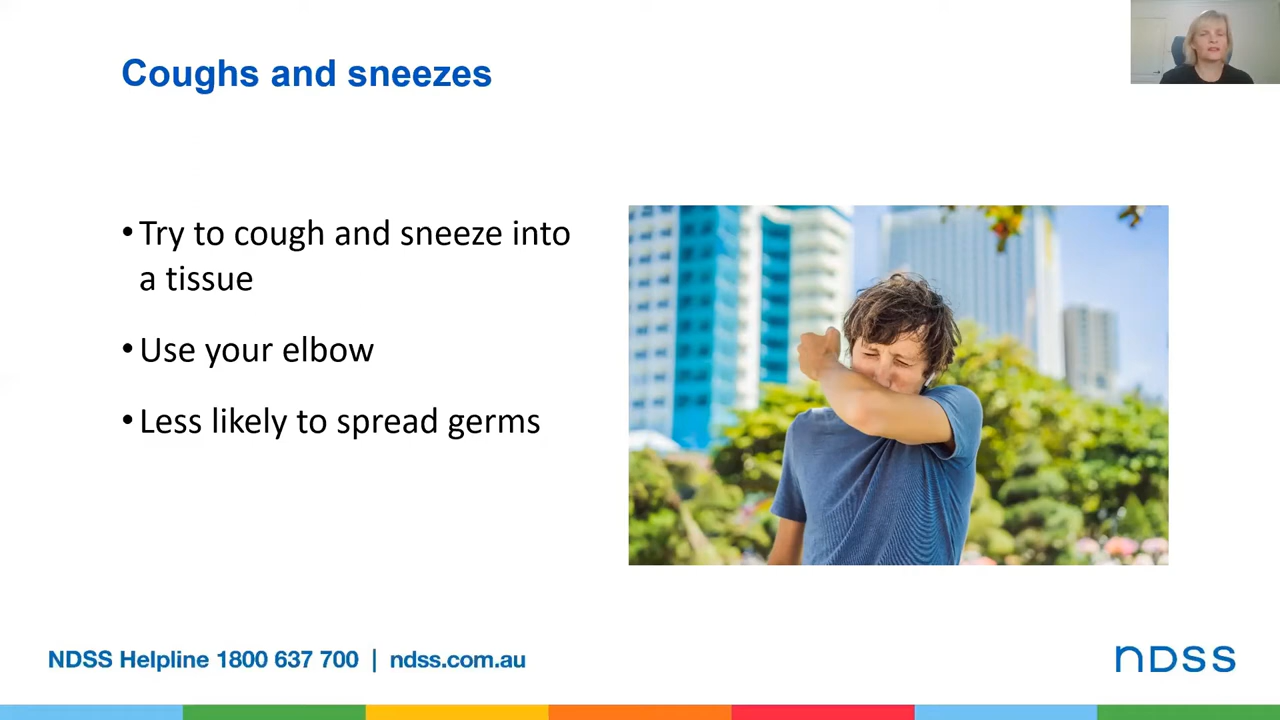 Coughs and sneezes
•Try to cough and sneeze into
a tissue
•Use your elbow
•Less likely to spread germs
NDSS Helpline 1800 637 700 | ndss.com.au
ndss